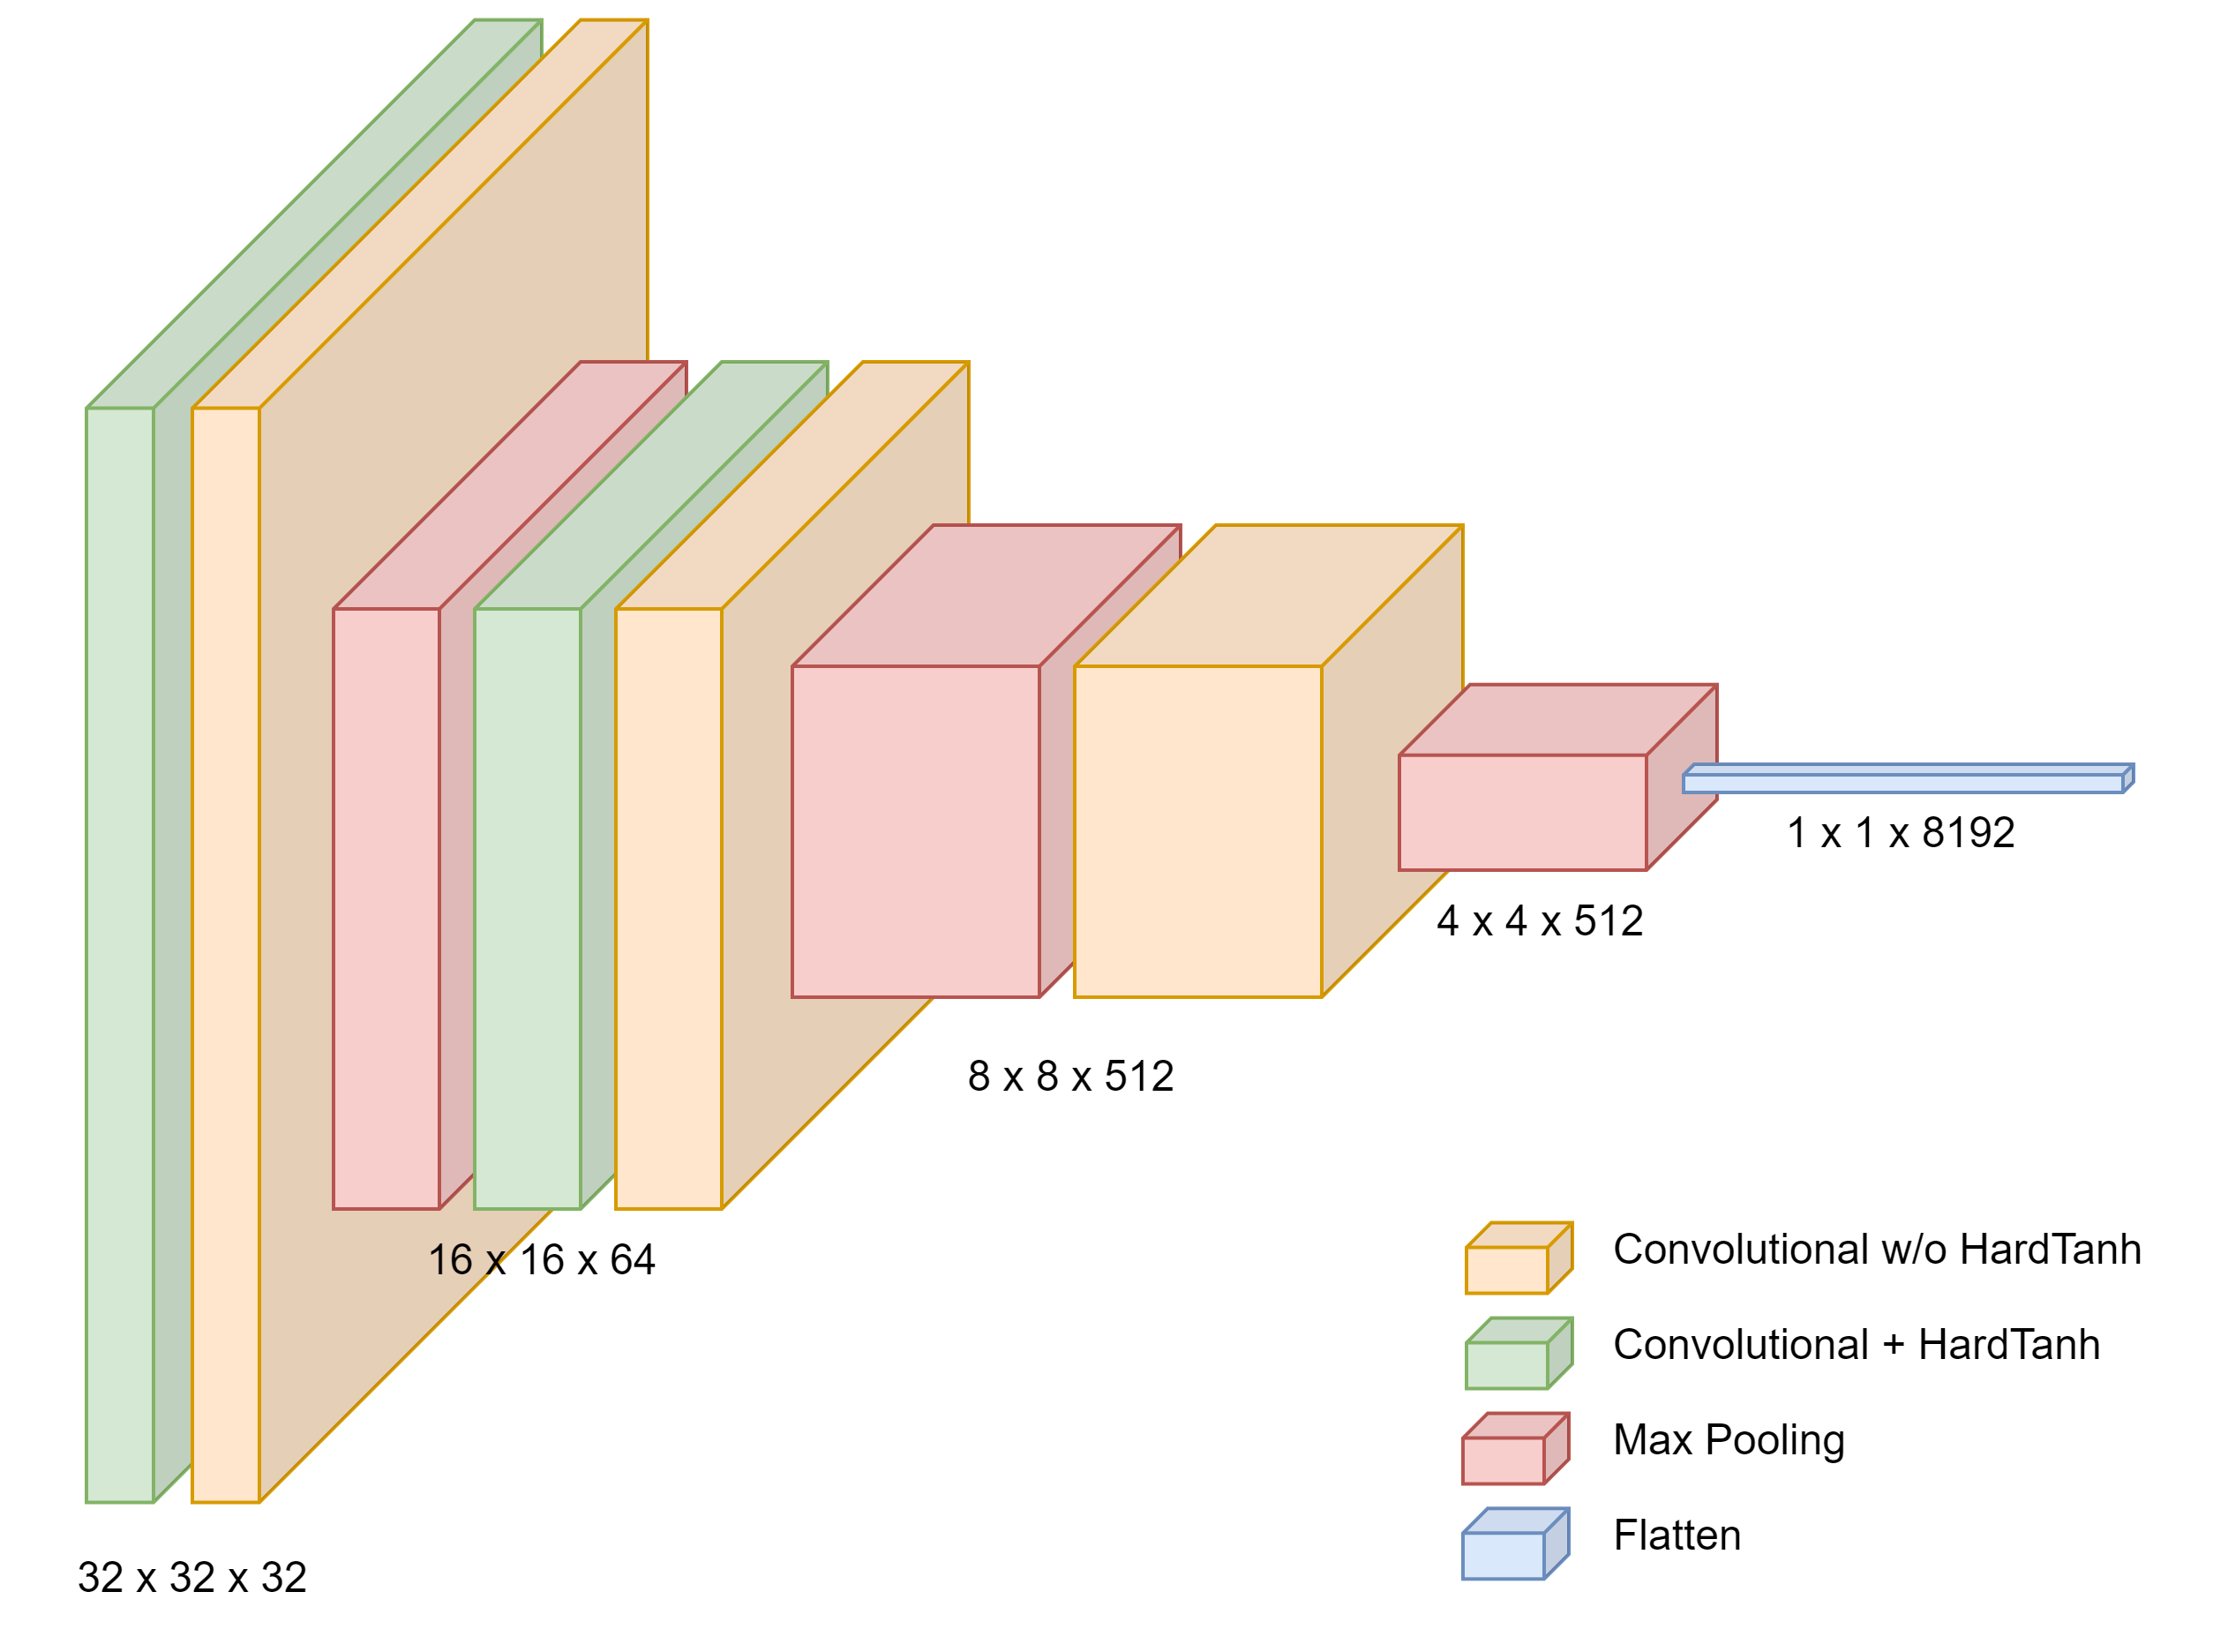 1 x 1 x 8192
4 x 4 x 512
8 x 8 x 512
16 x 16 x 64
32 x 32 x 32
Convolutional w/o HardTanh
Convolutional + HardTanh
Max Pooling
Flatten